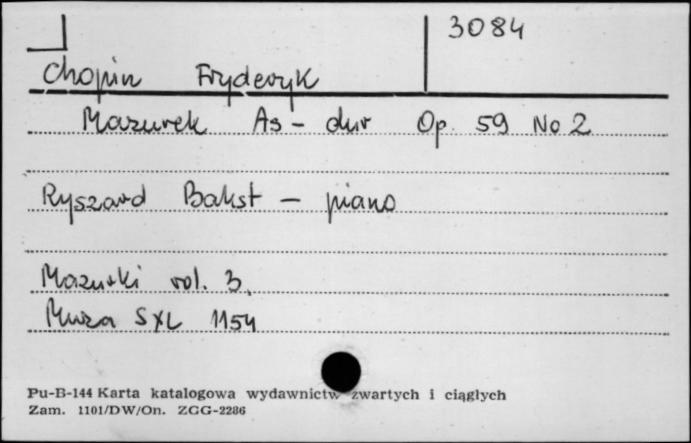 3084
Chopin Fryderyk
Mazurek As-dur Op. 59 No 2
Ryszard Bakst - piano
Mazurki vol. 3.
Muza SXL 1154
Pu-B-144 Karta katalogowa wydawnictw zwartych i ciągłych
Zam. 1101/DW/On. ZGG-2286